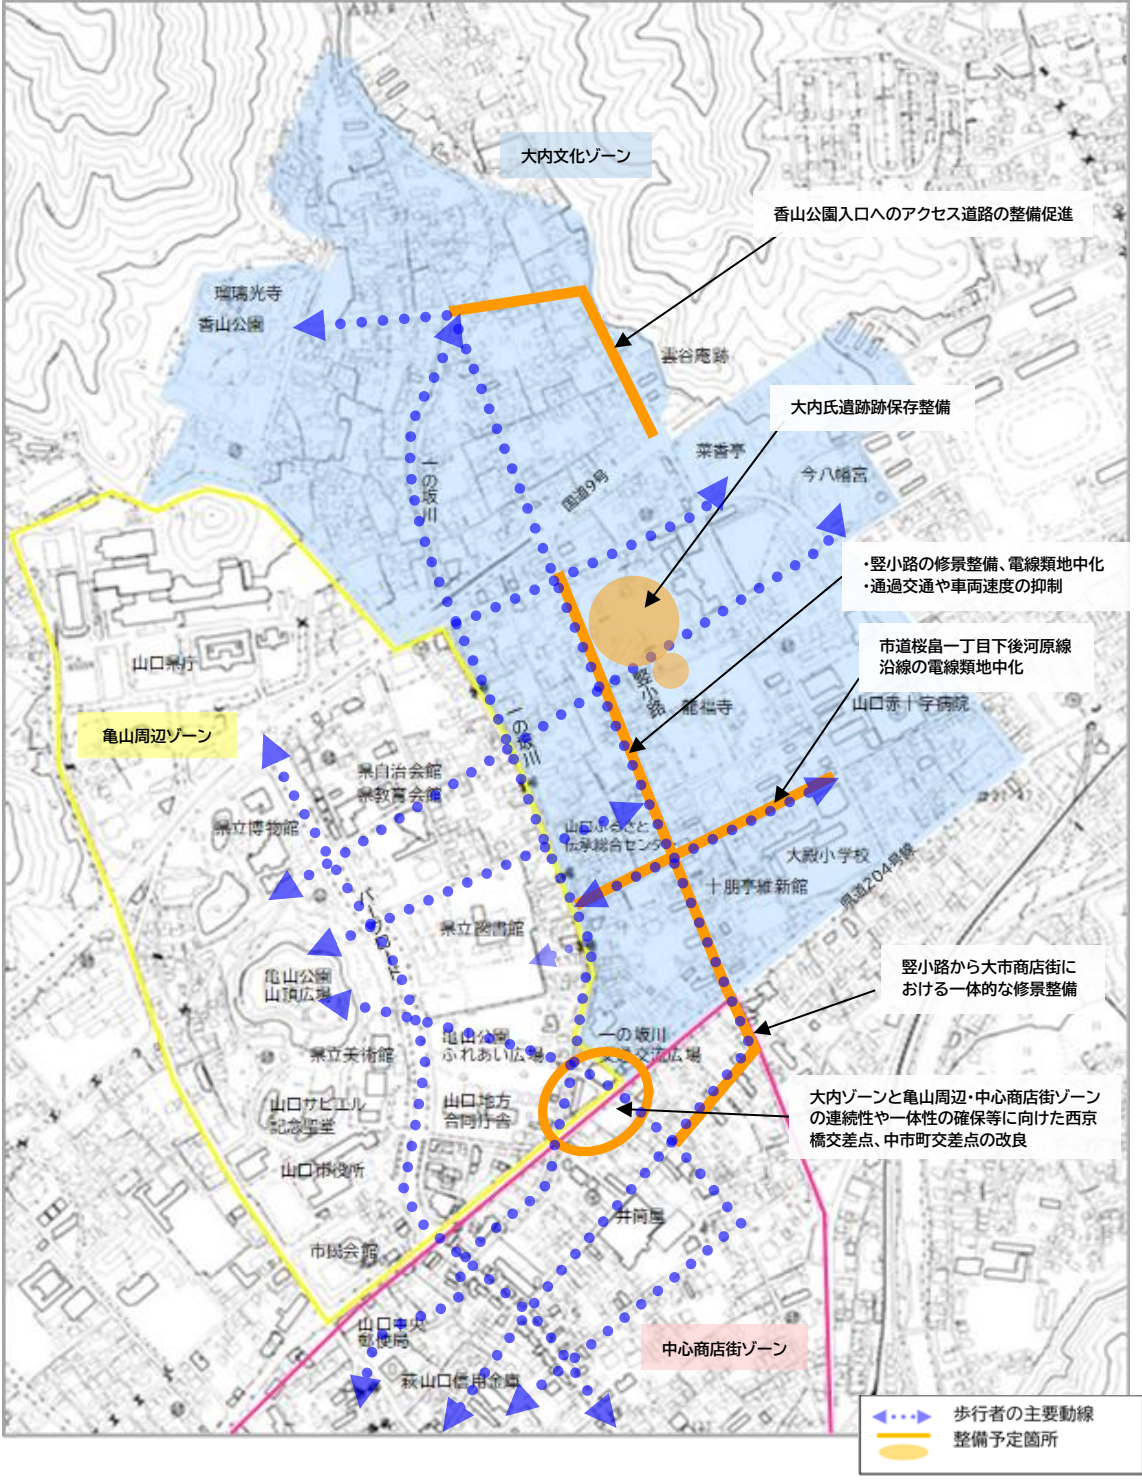 大内文化ゾーン
香山公園入口へのアクセス道路の整備促進
瑠璃光寺
香山公園
雲谷庵跡
大内氏遺跡跡保存整備
菜香亭
今八幡宮
一の坂川
国道9号
・竪小路の修景整備、電線類地中化
・通過交通や車両速度の抑制
市道桜畠一丁目下後河原線
沿線の電線類地中化
山口県庁
竪小路
龍福寺
山口赤十字病院
亀山周辺ゾーン
一の坂川
県自治会館
県教育会館
県立博物館
山口ふるさと
伝承総合センター
大殿小学校
十朋亭維新館
県道204号線
パークロード
県立図書館
亀山公園
山頂広場
竪小路から大市商店街に
おける一体的な修景整備
亀山公園
ふれあい広場
一の坂川
交通交流広場
県立美術館
山口サビエル
記念聖堂
山口地方
合同庁舎
大内ゾーンと亀山周辺・中心商店街ゾーン
の連続性や一体性の確保等に向けた西京
橋交差点、中市町交差点の改良
山口市役所
井筒屋
市民会館
山口中央
郵便局
中心商店街ゾーン
萩山口信用金庫
歩行者の主要動線
整備予定箇所